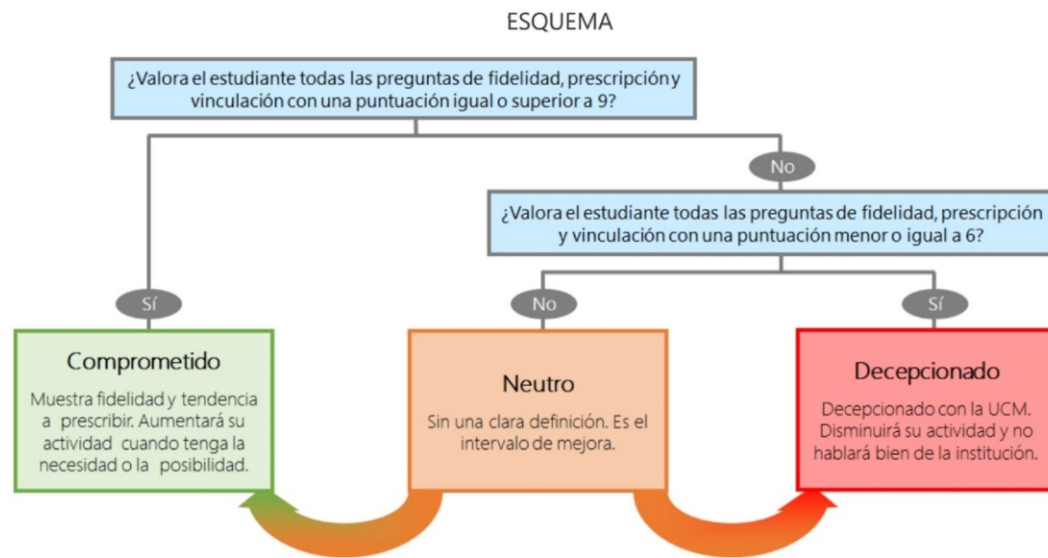 ESQUEMA
¿Valora el estudiante todas las preguntas de fidelidad, prescripción y
vinculación con una puntuación igual o superior a 9?
No
¿Valora el estudiante todas las preguntas de fidelidad, prescripción
y vinculación con una puntuación menor o igual a 6?
Sí
No
Sí
Comprometido
Muestra fidelidad y tendencia
a prescribir. Aumentará su
actividad cuando tenga la
necesidad o la posibilidad.
Neutro
Sin una clara definición. Es el
intervalo de mejora.
Decepcionado
Decepcionado con la UCM.
Disminuirá su actividad y no
hablará bien de la institución.